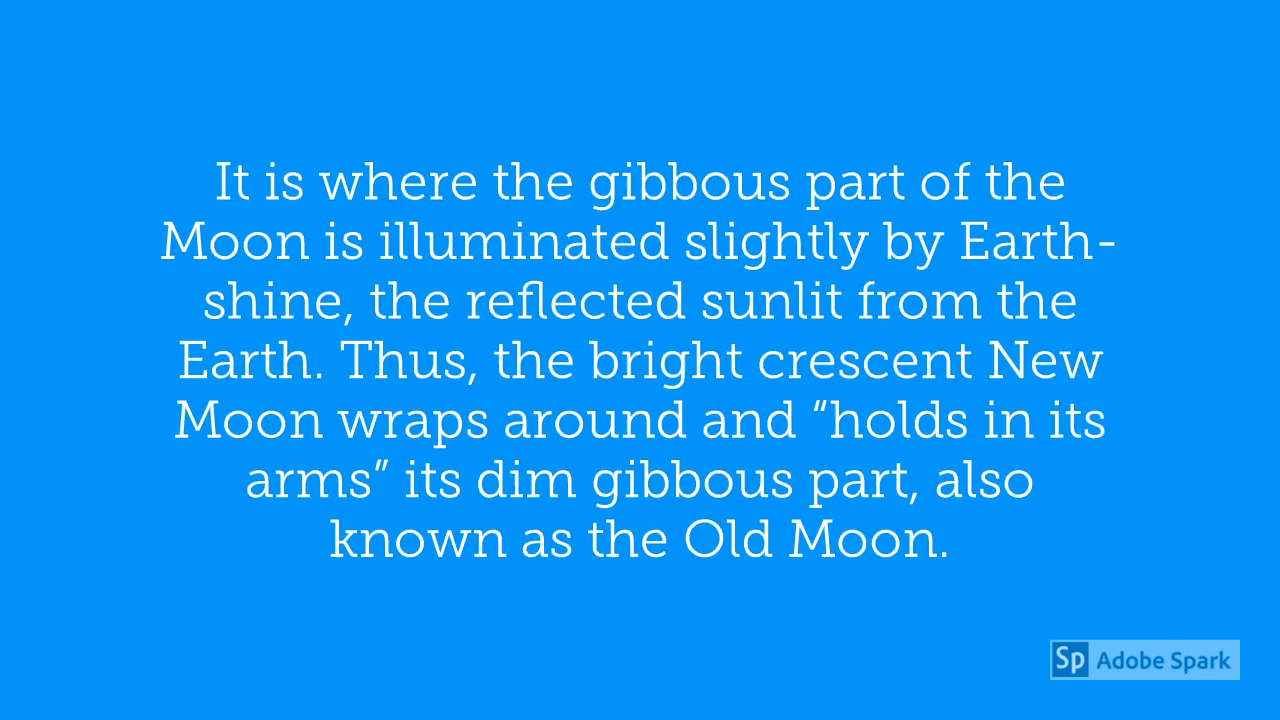 It is where the gibbous part of the
Moon is illuminated slightly by Earth-
shine, the reflected sunlit from the
Earth. Thus, the bright crescent New
Moon wraps around and “holds in its
arms” its dim gibbous part, also
known as the Old Moon.
Sp Adobe Spark